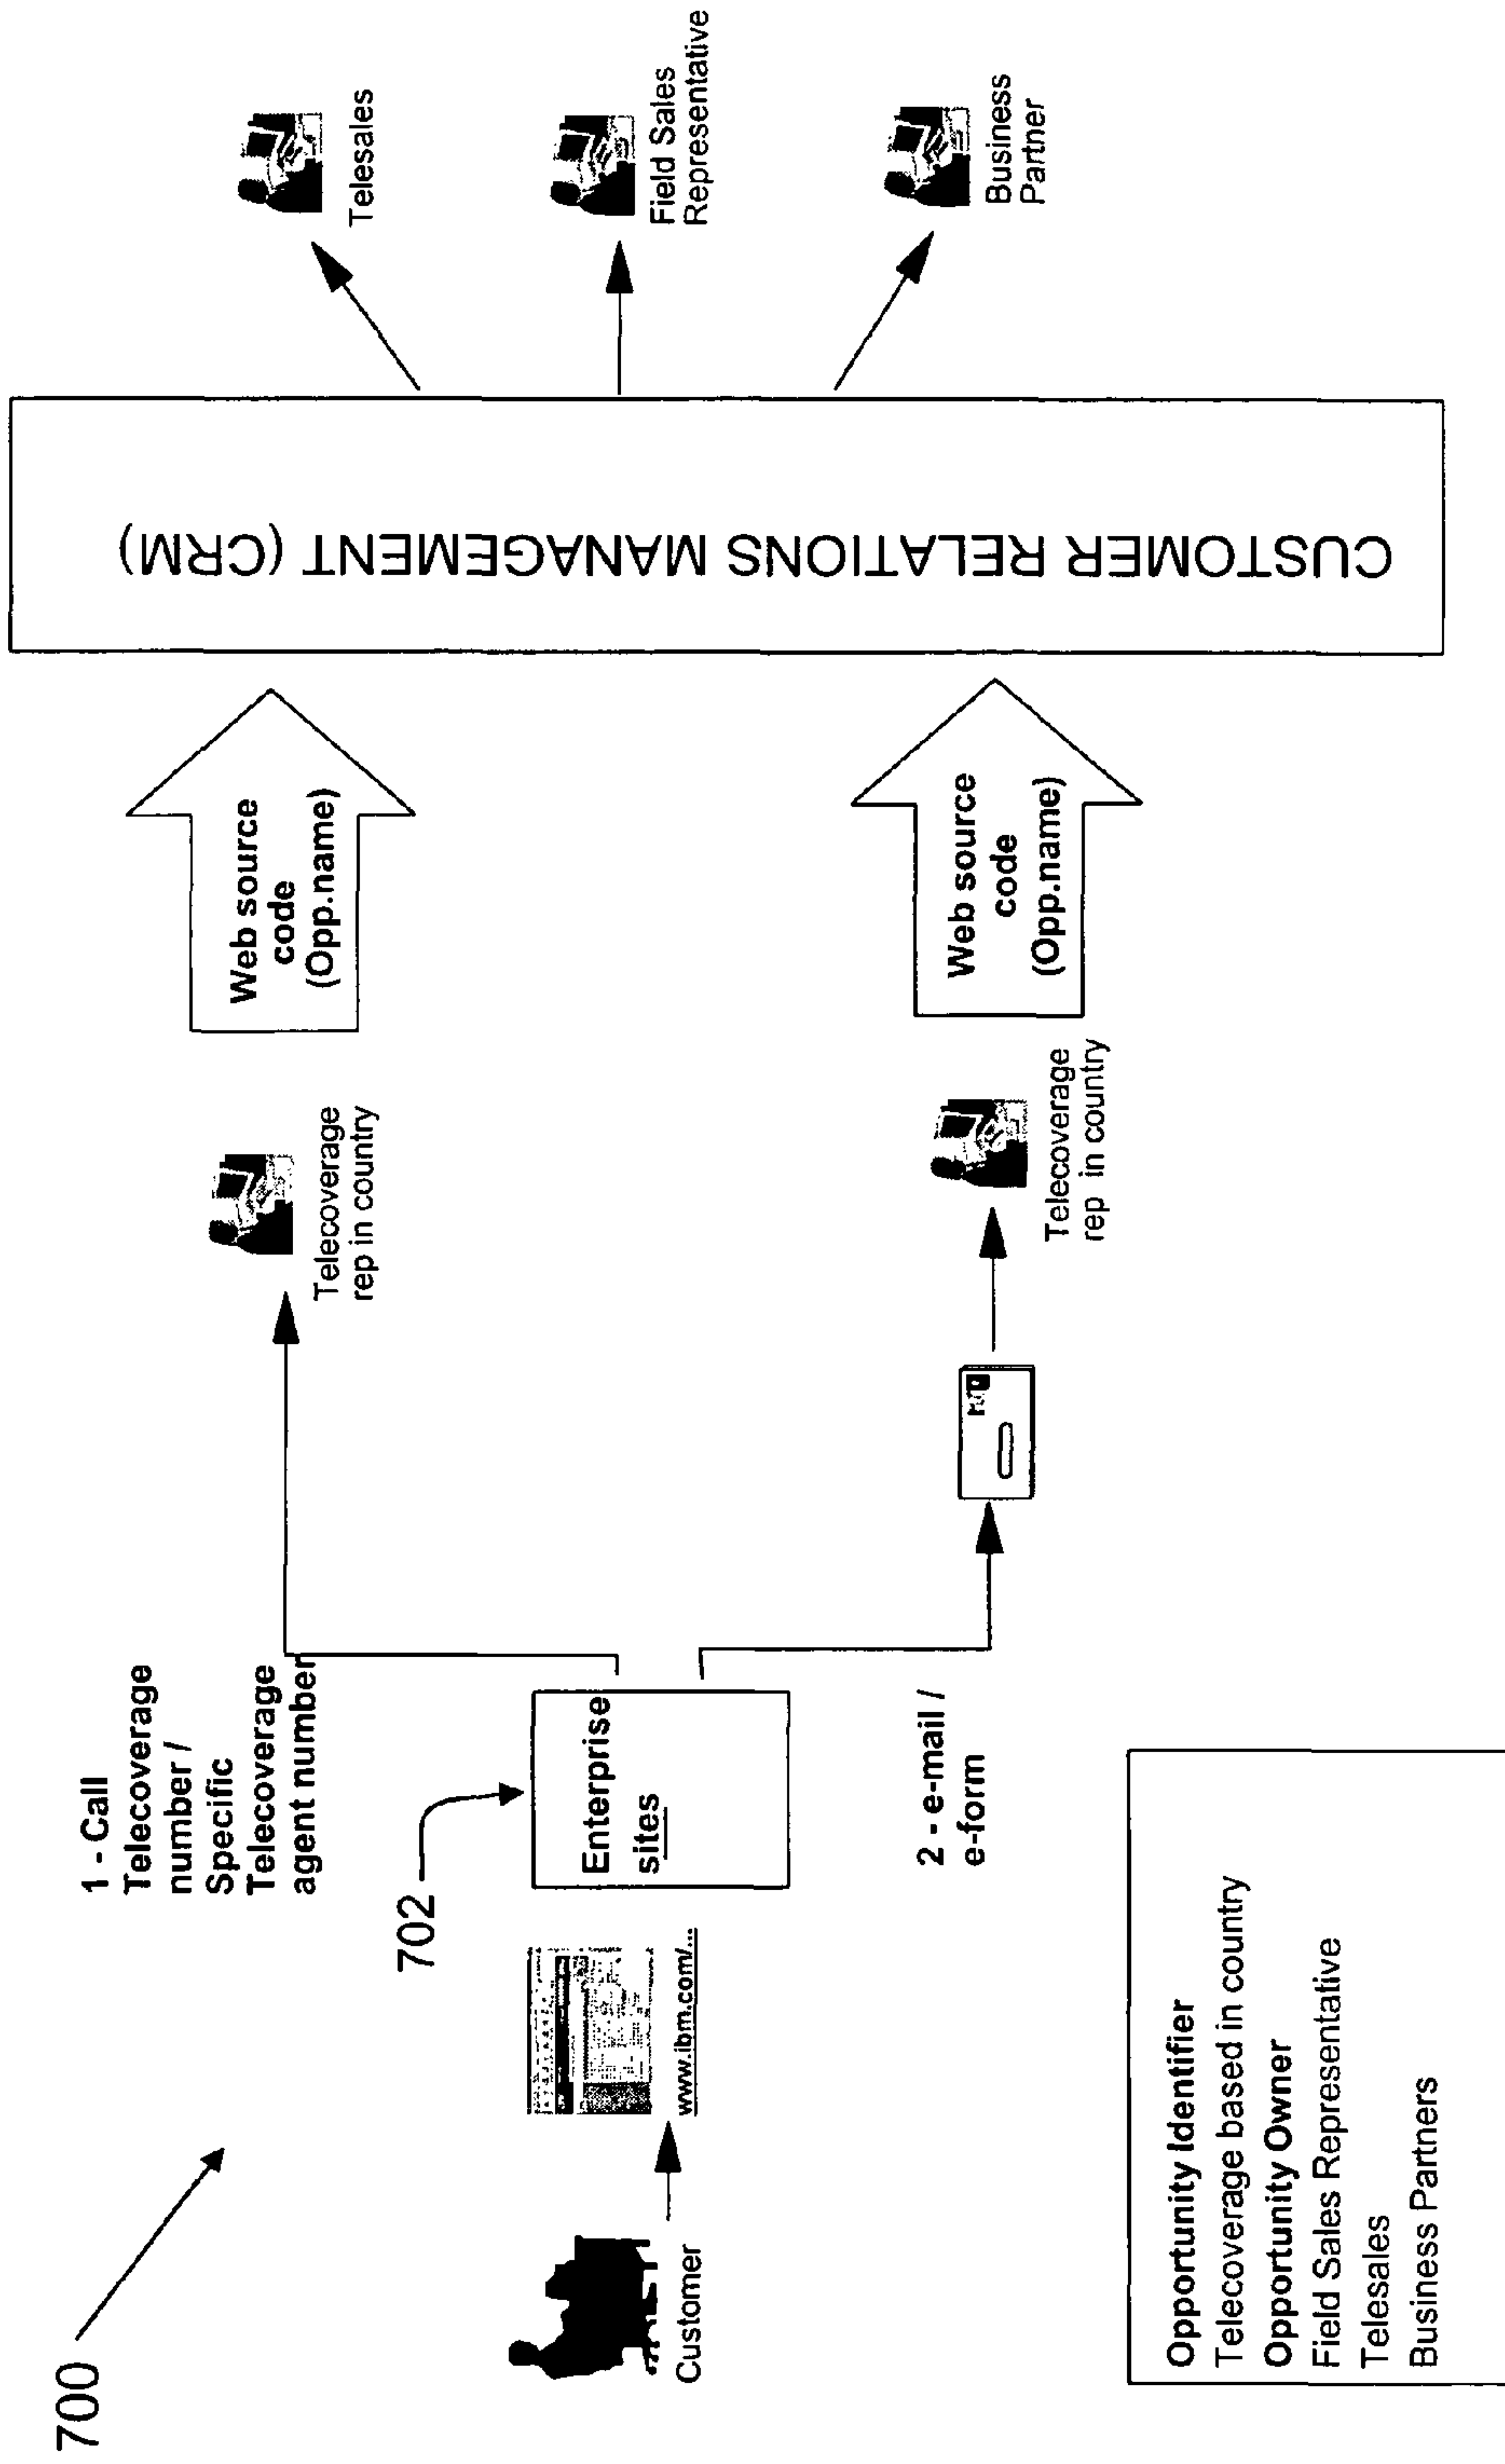 700
Customer
www.ibm.com/...
702
Enterprise
sites
1 - Call
Telecoverage
number /
Specific
Telecoverage
agent number
2 - e-mail /
e-form
Telecoverage
rep in country
Telecoverage
rep in country
Web source
code
(Opp.name)
Web source
code
(Opp.name)
CUSTOMER RELATIONS MANAGEMENT (CRM)
Telesales
Field Sales
Representative
Business
Partner
Opportunity Identifier
Telecoverage based in country
Opportunity Owner
Field Sales Representative
Telesales
Business Partners